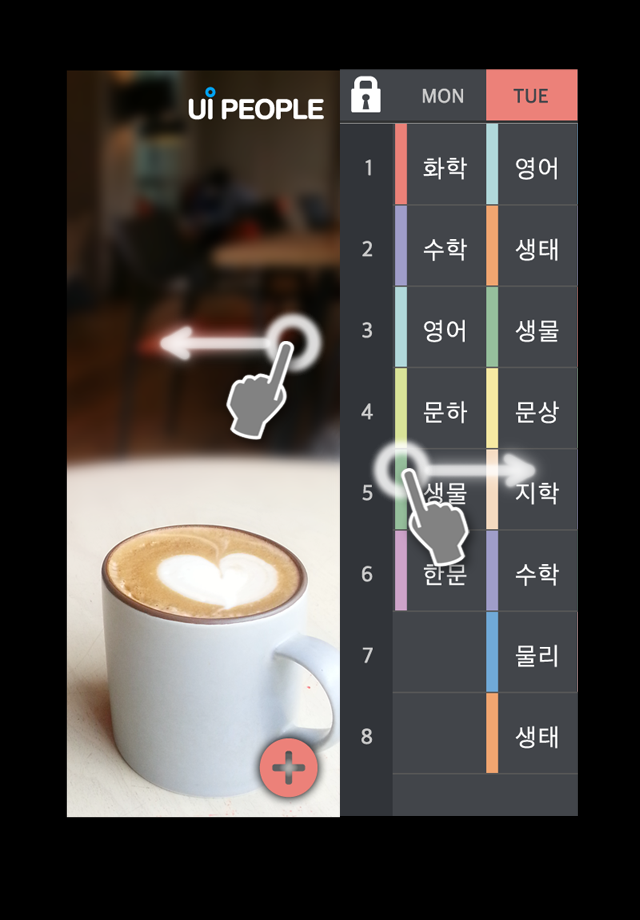 UI PEOPLE
MON TUE
1 화학 영어
2 수학 생태
3 영어 생물
4 문하 문상
5 생물 지학
6 한문 수학
7 물리
8 생태